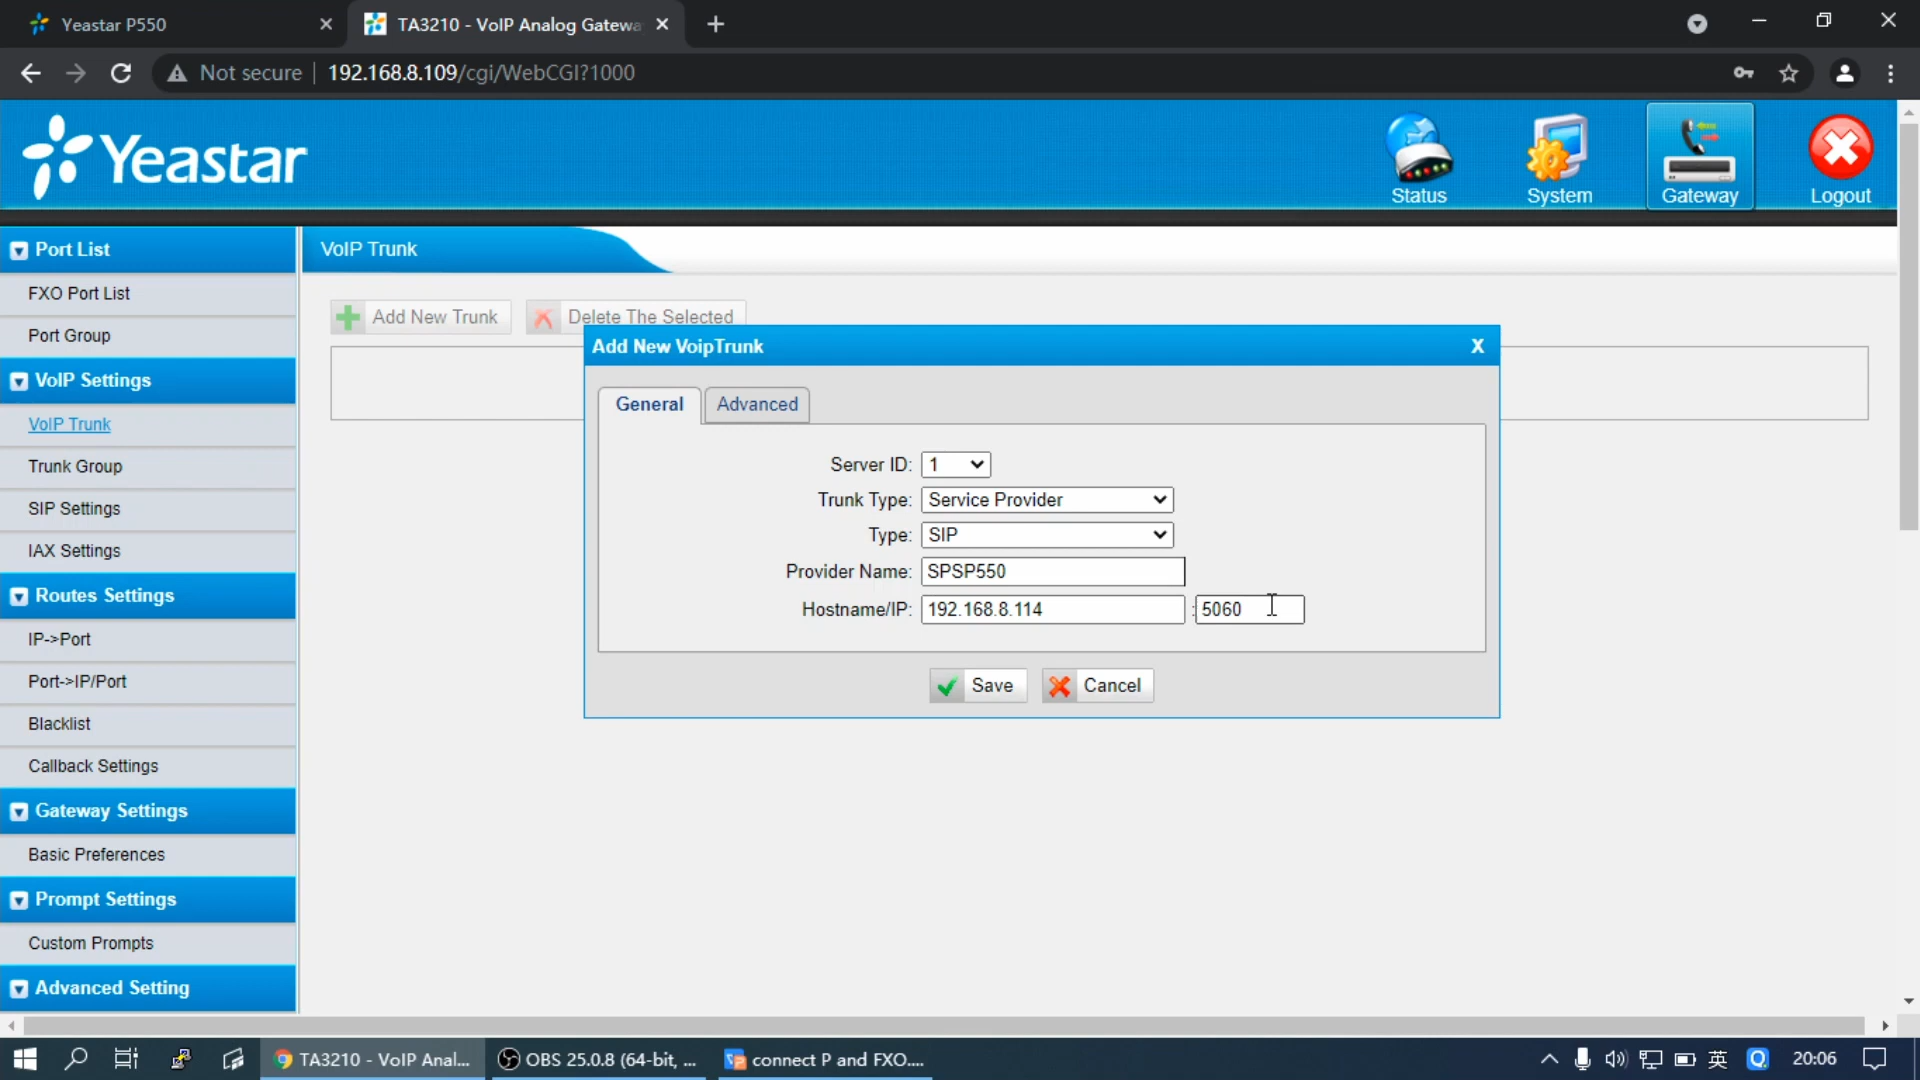 Yeastar P550
TA3210 - VoIP Analog Gatewa
Not secure
192.168.8.109/cgi/WebCGI?1000
Yeastar
Status
System
Gateway
Logout
Port List
FXO Port List
Port Group
VoIP Settings
VoIP Trunk
Trunk Group
SIP Settings
IAX Settings
Routes Settings
IP->Port
Port->IP/Port
Blacklist
Callback Settings
Gateway Settings
Basic Preferences
Prompt Settings
Custom Prompts
Advanced Setting
VoIP Trunk
Add New Trunk
Delete The Selected
Add New VoipTrunk
X
General
Advanced
Server ID: 1
Trunk Type: Service Provider
Type: SIP
Provider Name: SPSP550
Hostname/IP: 192.168.8.114 : 5060
Save
Cancel
TA3210 - VoIP Anal...
OBS 25.0.8 (64-bit, ...
connect P and FXO....
英
20:06